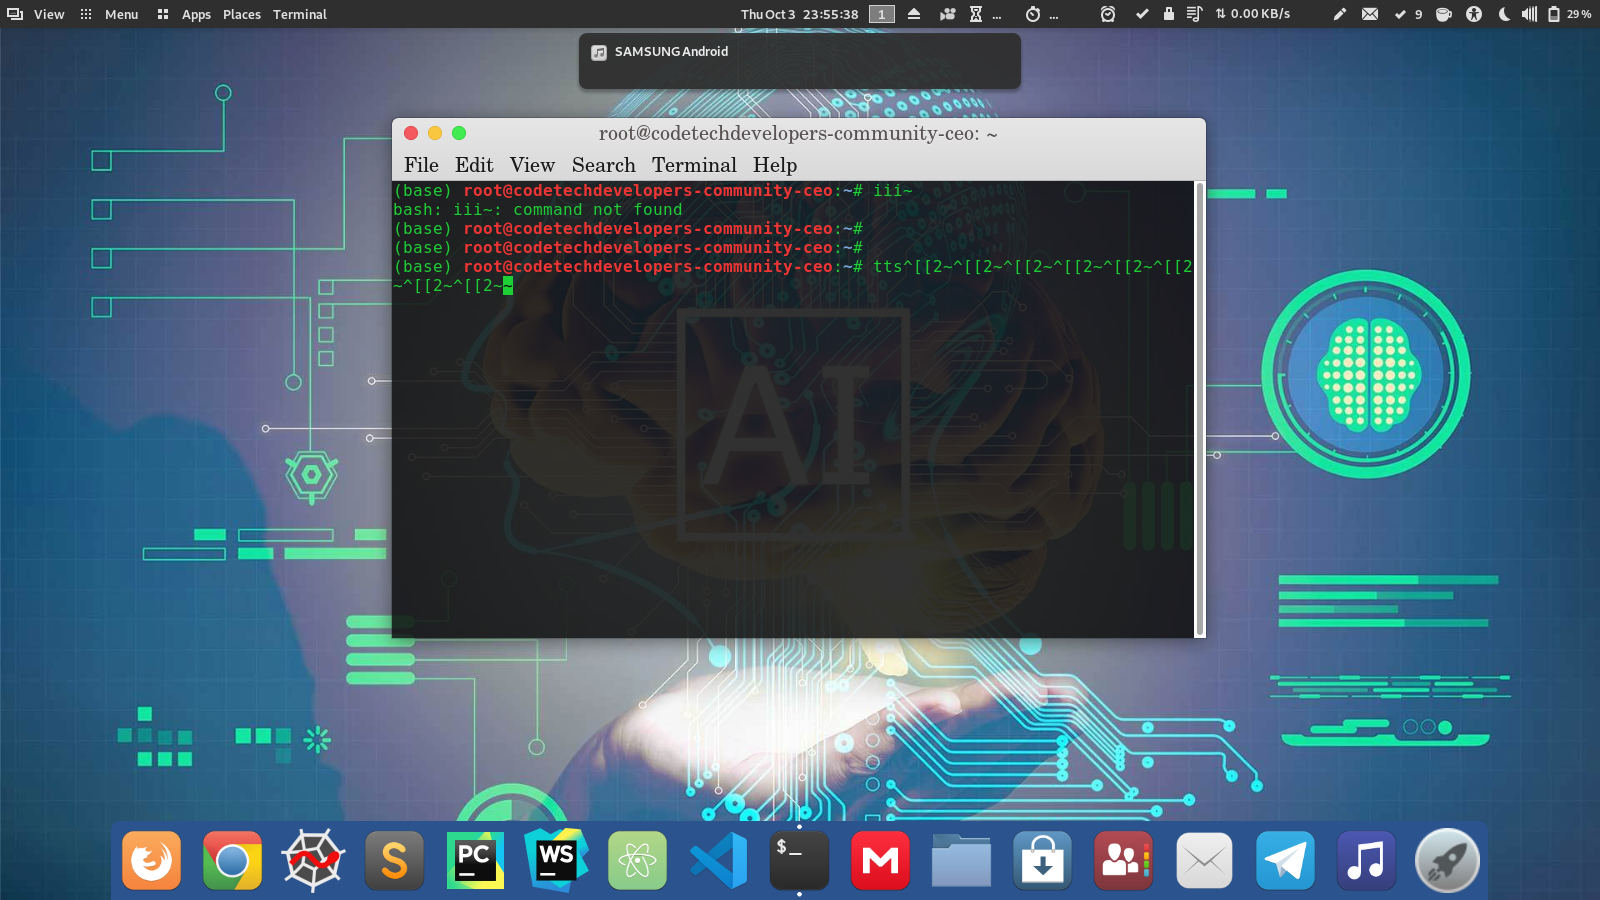 View Menu Apps Places Terminal Thu Oct 3 23:55:38 1 ... ... 0.00 KB/s 9 29 %
SAMSUNG Android
root@codetechdevelopers-community-ceo: ~
File Edit View Search Terminal Help
(base) root@codetechdevelopers-community-ceo:~# iii~
bash: iii~: command not found
(base) root@codetechdevelopers-community-ceo:~#
(base) root@codetechdevelopers-community-ceo:~#
(base) root@codetechdevelopers-community-ceo:~# tts^[[2~^[[2~^[[2~^[[2~^[[2~^[[2
~^[[2~^[[2~~
AI
S PC WS $_ M